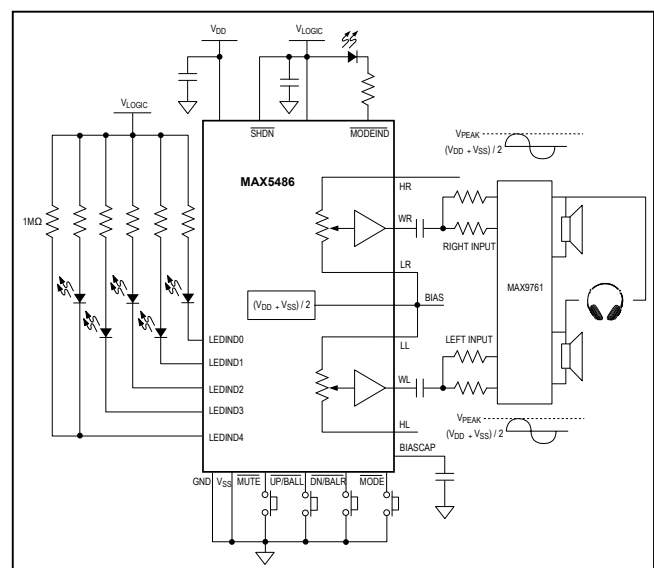 VDD
VLOGIC
VLOGIC
SHDN
MODEIND
MAX5486
1MΩ
HR
WR
LR
RIGHT INPUT
VPEAK
(VDD + VSS) / 2
MAX9761
(VDD + VSS) / 2
BIAS
LL
LEFT INPUT
WL
HL
VPEAK
(VDD + VSS) / 2
BIASCAP
LEDIND0
LEDIND1
LEDIND2
LEDIND3
LEDIND4
GND VSS MUTE UP/BALL DN/BALR MODE